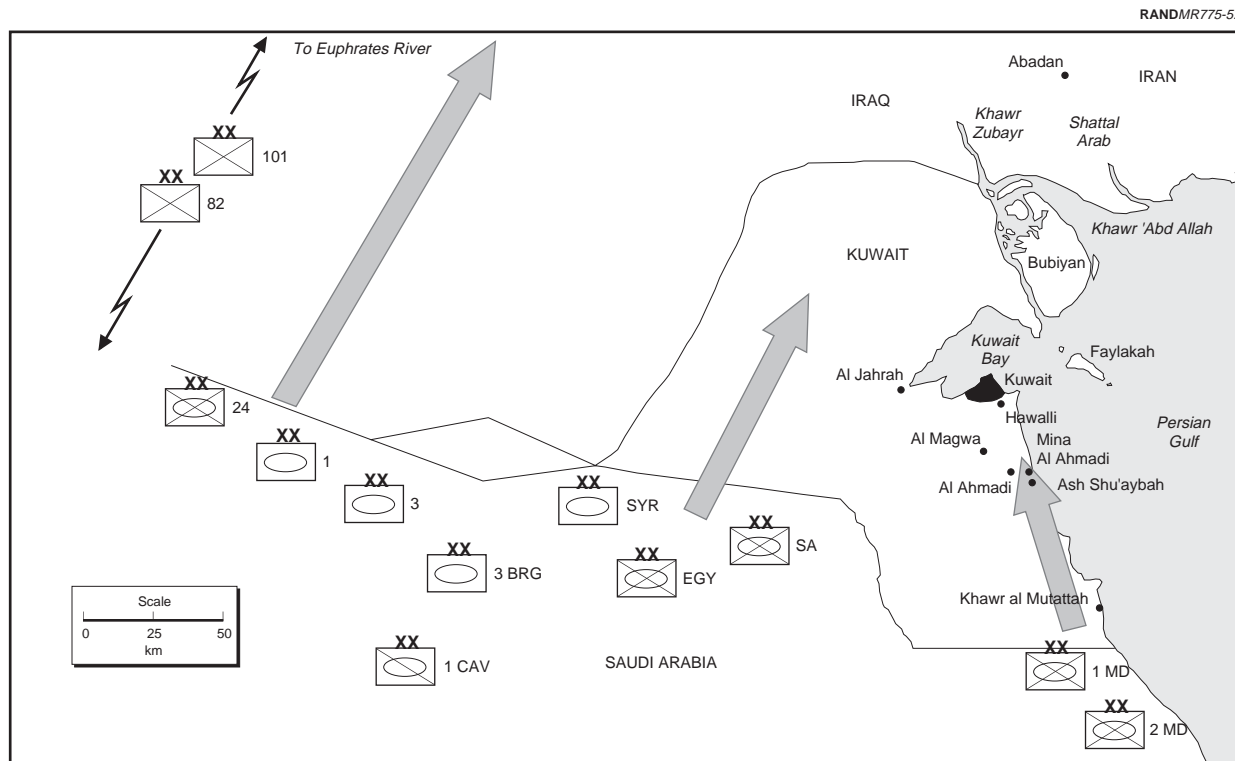 RANDMR775-5.
To Euphrates River
Abadan
IRAN
IRAQ
Khawr
Zubayr
Shattal
Arab
XX
101
XX
82
Khawr 'Abd Allah
KUWAIT
Bubiyan
Kuwait
Bay
Faylakah
Al Jahrah
Kuwait
XX
24
Hawalli
Persian
Gulf
XX
1
Al Magwa
Mina
Al Ahmadi
XX
3
XX
SYR
Al Ahmadi
Ash Shu'aybah
XX
SA
XX
3 BRG
XX
EGY
Scale
0 25 50
km
Khawr al Mutattah
XX
1 CAV
SAUDI ARABIA
XX
1 MD
XX
2 MD